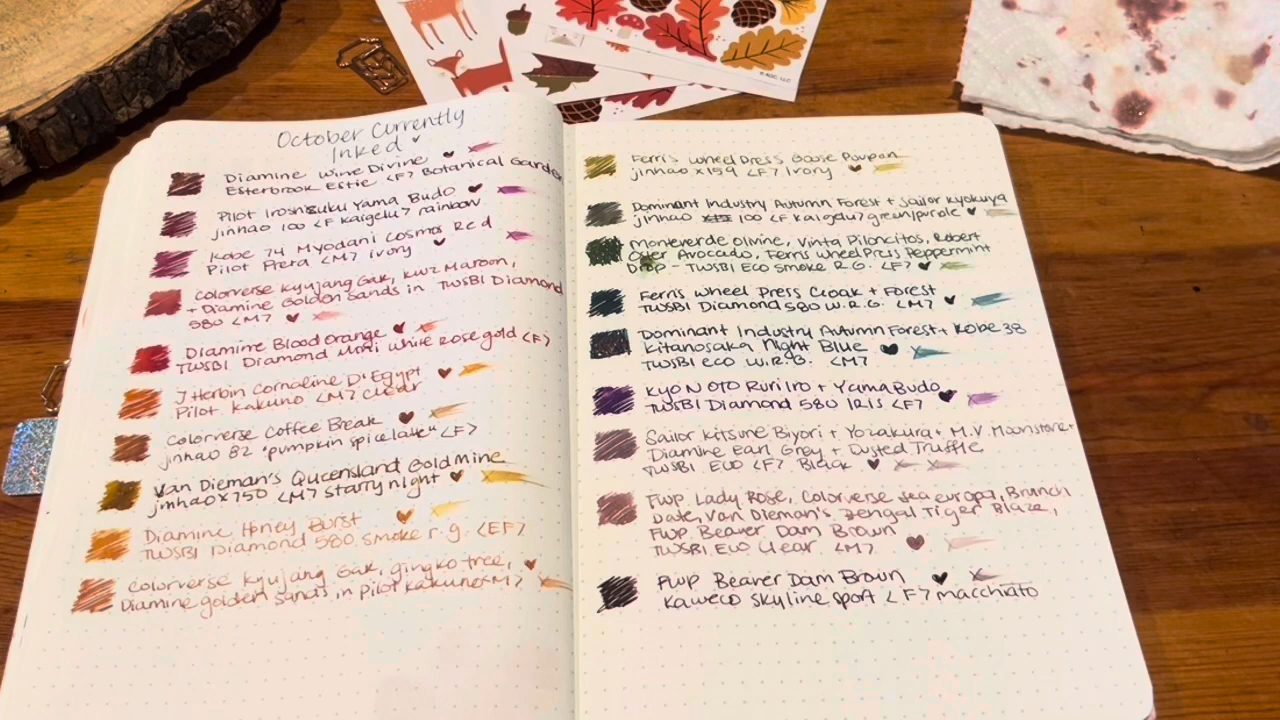 October Currently
Inked
Diamine Wine Divine
Esterbrook Estie <F> Botanical Garden
Pilot Iroshizuku Yama Budo
Jinhao 100 <F Kaigelu> rainbow
Kobe 74 Myodani Cosmos Red
Pilot Prera <M> Ivory
Colorverse Kyujang Gak, KWZ Maroon,
+ Diamine Golden Sands in TWSBI Diamond
580 <M>
Diamine Blood Orange
TWSBI Diamond Mini White Rosegold <F>
J Herbin Cornaline D'Egypt
Pilot Kakuno <M> Clear
Colorverse Coffee Break
Jinhao 82 "pumpkin spice latte" <F>
Van Dieman's Queensland Gold Mine
Jinhao X750 <M> Starry night
Diamine Honey Burst
TWSBI Diamond 580 Smoke r.g. <EF>
Colorverse Kyujang Gak, gingko tree,
Diamine golden sands in Pilot kakuno <M>
Ferris Wheel Press Goose Poupon
Jinhao X159 <F> Ivory
Dominant Industry Autumn Forest + Sailor Kyokuya
Jinhao 100 <F Kaigelu> green/purple
Monteverde Olivine, Vinta Piloncitos, Robert
Oster Avocado, Ferris Wheel Press Peppermint
Drop - TWSBI Eco Smoke R.G. <F>
Ferris Wheel Press Cloak + Forest
TWSBI Diamond 580 W.R.G. <M>
Dominant Industry Autumn Forest + Kobe 38
Kitanosaka Night Blue
TWSBI eco W.R.G. <M>
Kyo No Oto Ruri Iro + Yama Budo
TWSBI Diamond 580 IRIS <F>
Sailor Kitsune Biyori + Yozakura + M.V. Moonstone +
Diamine Earl Grey + Dusted Truffle
TWSBI ECO <F> Black
FWP Lady Rose, Colorverse Sea Europa, Brunch
Date, Van Dieman's Bengal Tiger Blaze,
FWP Beaver Dam Brown
TWSBI ECO Clear <M>
FWP Beaver Dam Brown
Kaweco Skyline Sport <F> Macchiato
© AGC, LLC